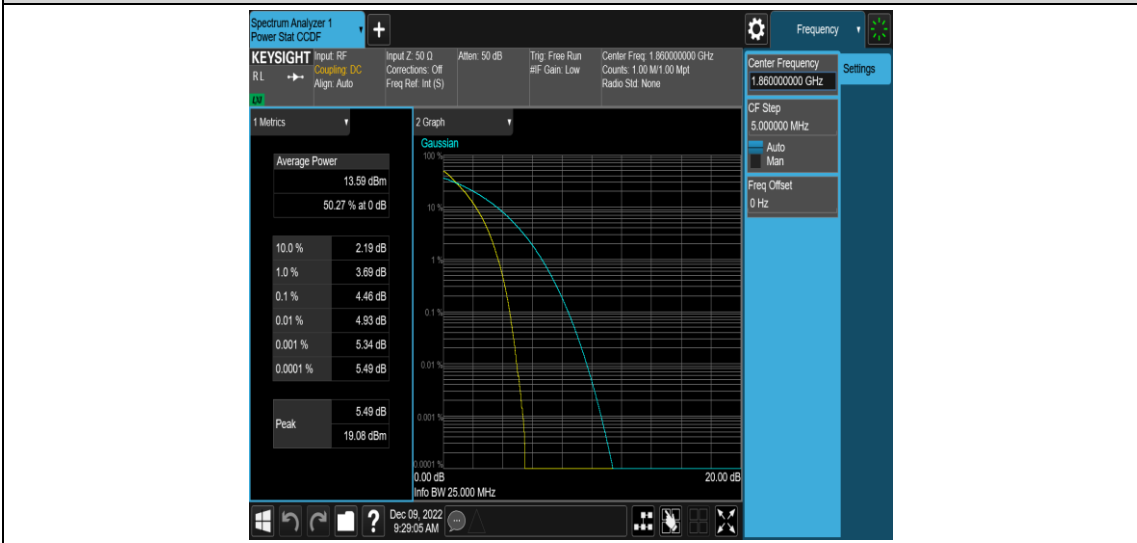 Spectrum Analyzer 1
Power Stat CCDF
+
Frequency
KEYSIGHT
RL
LXI
Input: RF
Coupling: DC
Align: Auto
Input Z: 50 Ω
Corrections: Off
Freq Ref: Int (S)
Atten: 50 dB
Trig: Free Run
#IF Gain: Low
Center Freq: 1.860000000 GHz
Counts: 1.00 M/1.00 Mpt
Radio Std: None
Center Frequency
1.860000000 GHz
Settings
CF Step
5.000000 MHz
Auto
Man
Freq Offset
0 Hz
1 Metrics
Average Power
13.59 dBm
50.27 % at 0 dB
10.0 % 2.19 dB
1.0 % 3.69 dB
0.1 % 4.46 dB
0.01 % 4.93 dB
0.001 % 5.34 dB
0.0001 % 5.49 dB
Peak 5.49 dB
19.08 dBm
2 Graph
Gaussian
100 %
10 %
1 %
0.1 %
0.01 %
0.001 %
0.0001 %
0.00 dB 20.00 dB
Info BW 25.000 MHz
?
Dec 09, 2022
9:29:05 AM